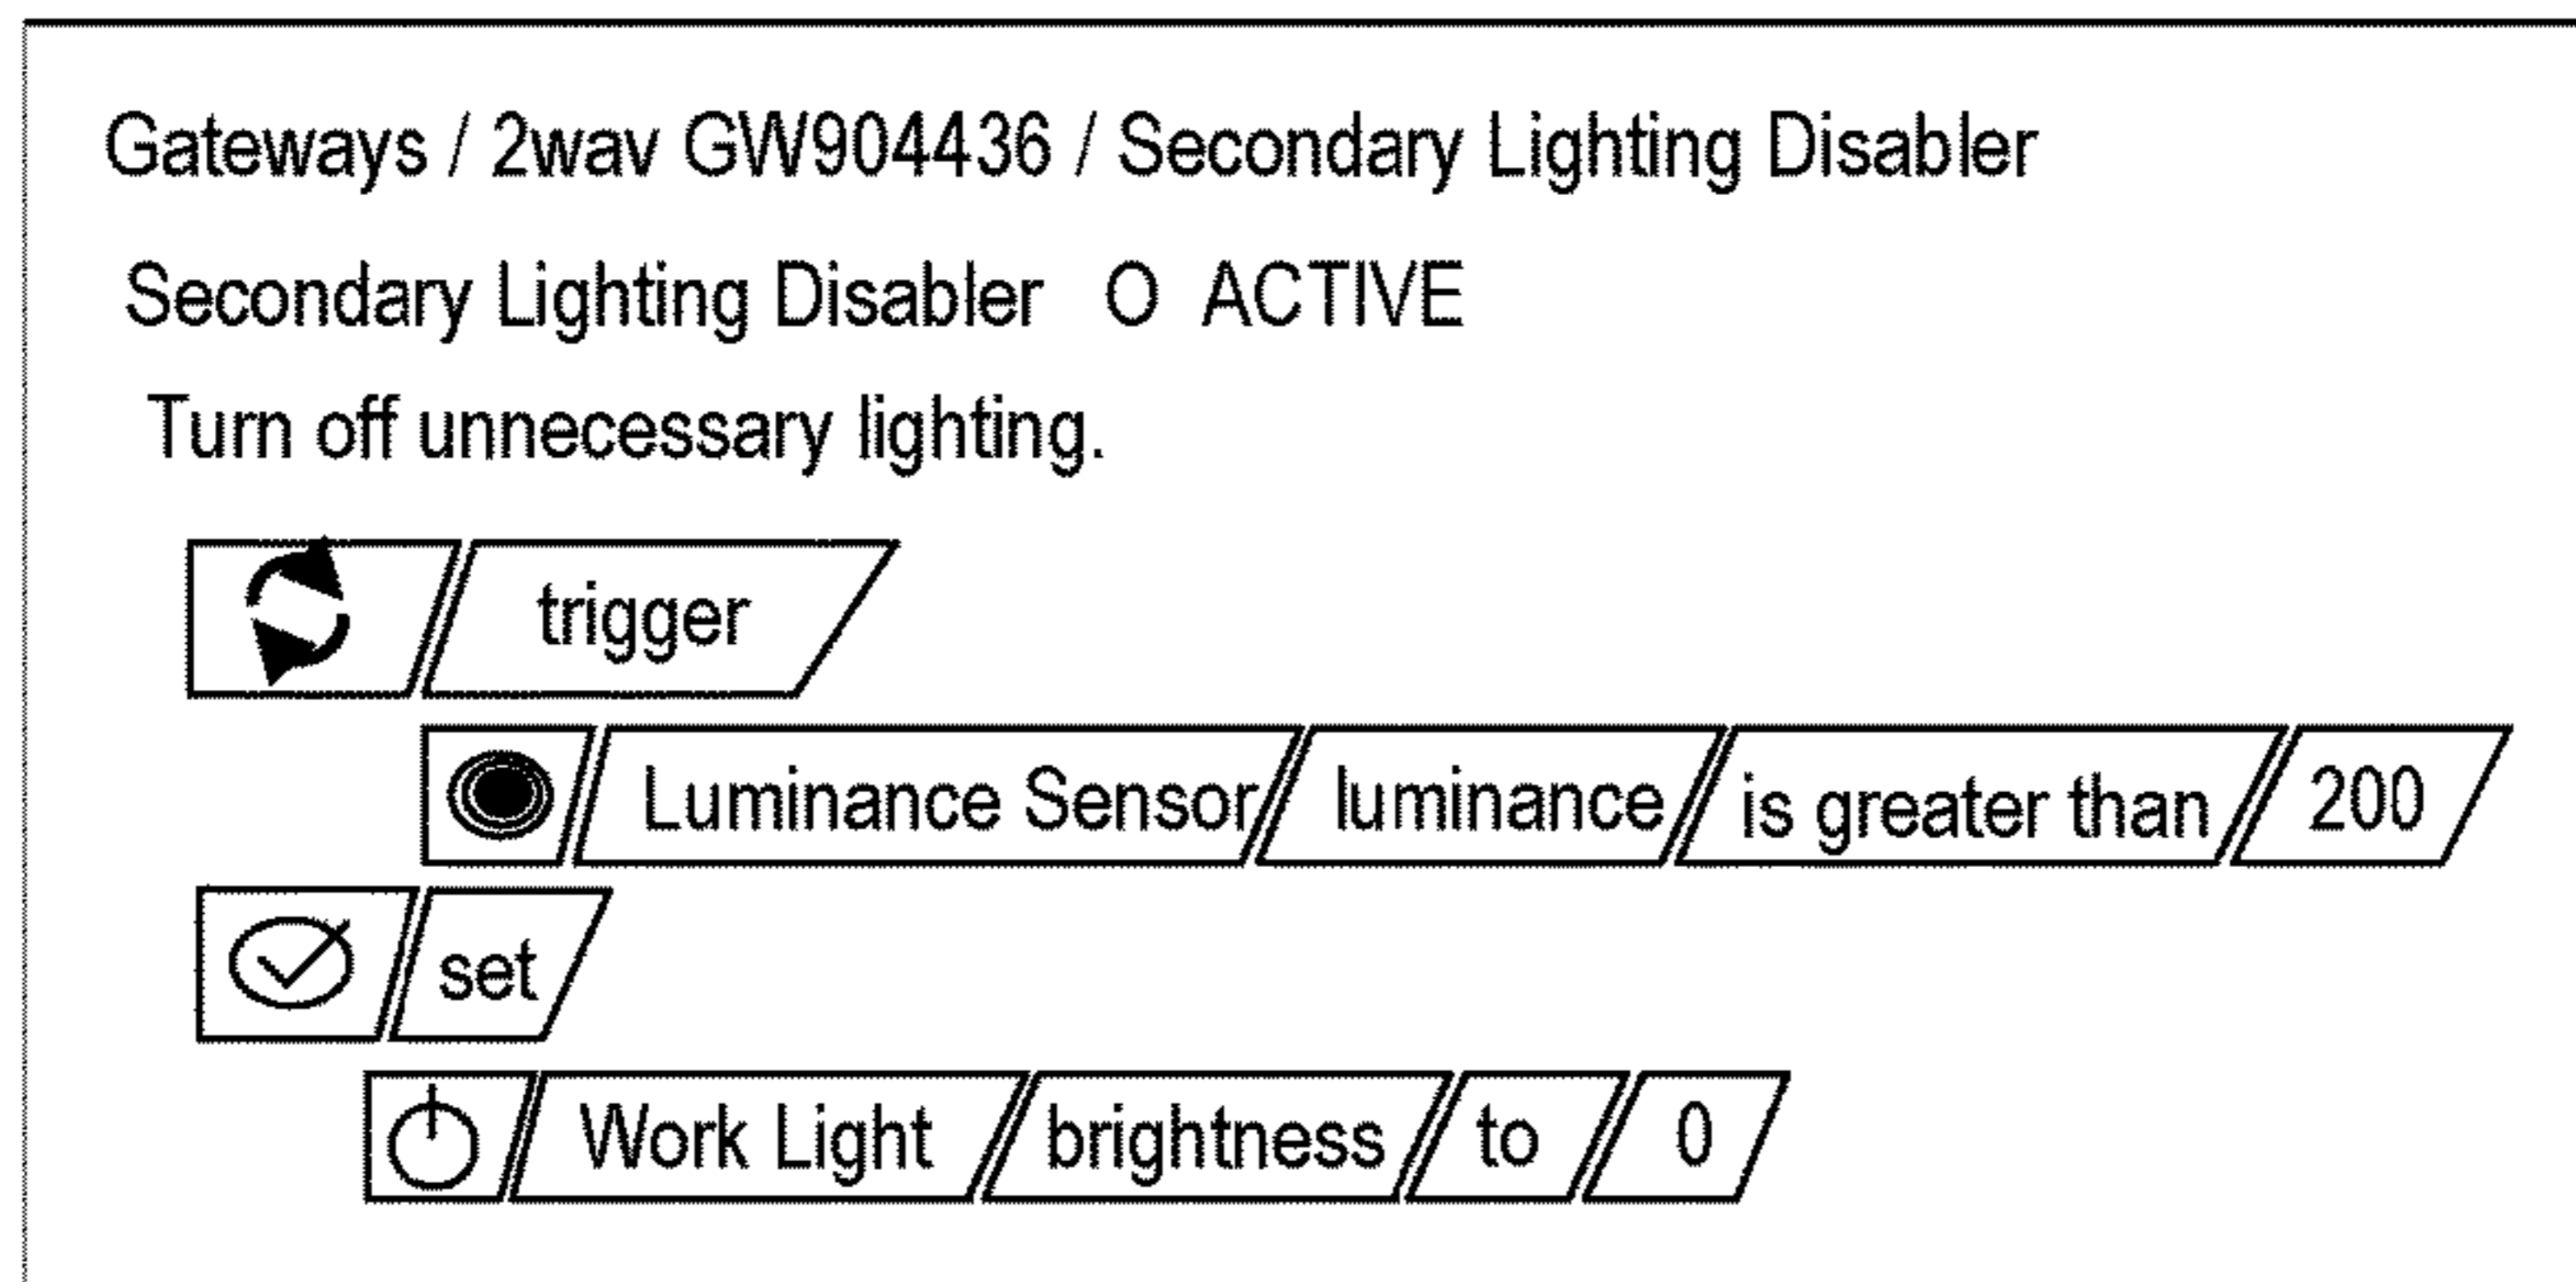 Gateways / 2wav GW904436 / Secondary Lighting Disabler
Secondary Lighting Disabler O ACTIVE
Turn off unnecessary lighting.
trigger
Luminance Sensor luminance is greater than 200
set
Work Light brightness to 0